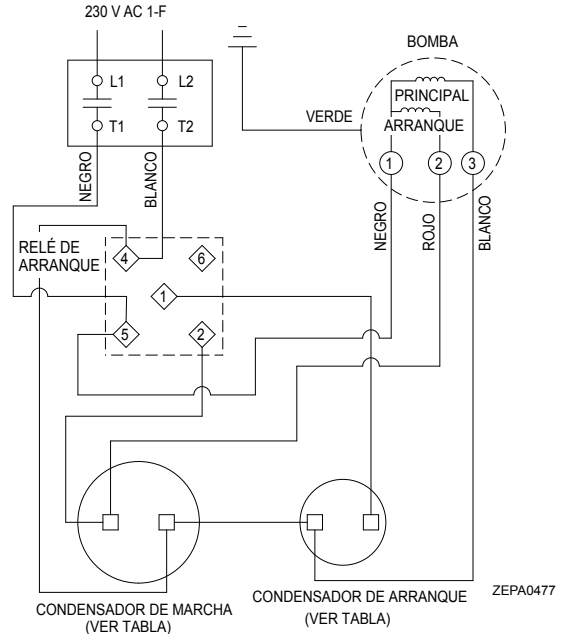 230 V AC 1-F
L1
L2
T1
T2
NEGRO
BLANCO
BOMBA
PRINCIPAL
ARRANQUE
VERDE
1
2
3
NEGRO
ROJO
BLANCO
RELÉ DE
ARRANQUE
4
6
1
5
2
CONDENSADOR DE MARCHA
(VER TABLA)
CONDENSADOR DE ARRANQUE
(VER TABLA)
ZEPA0477